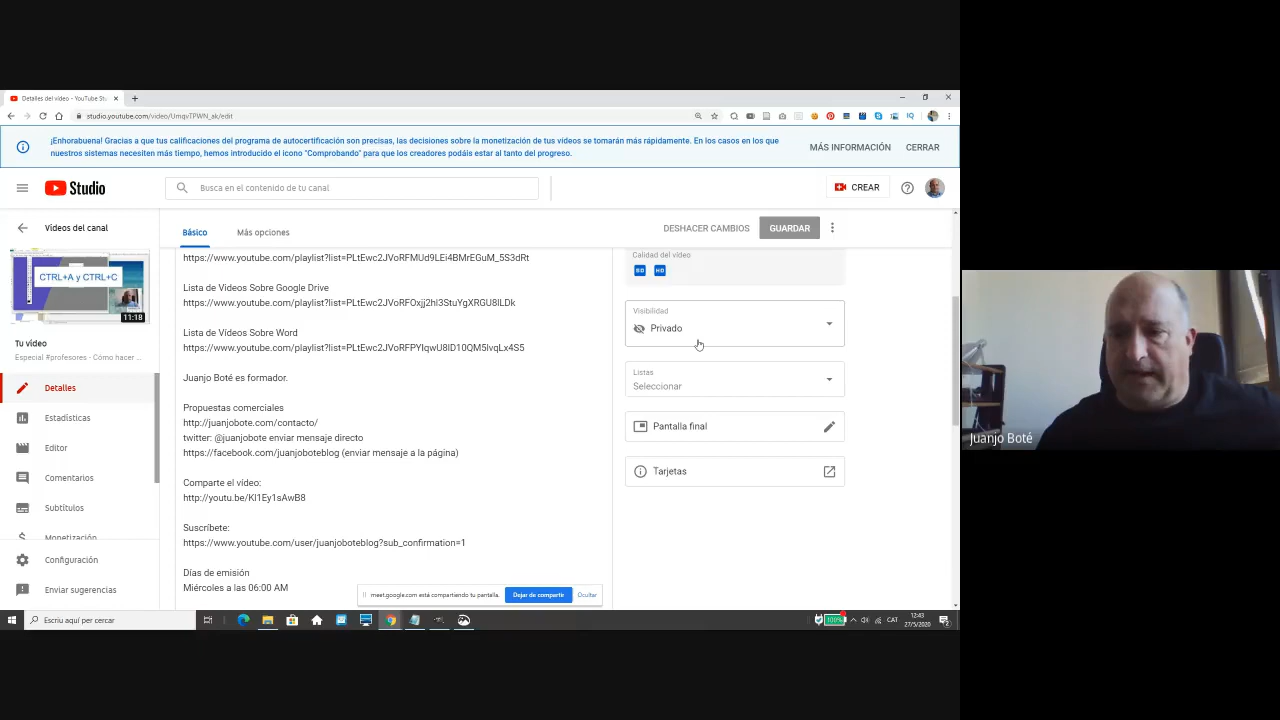 Detalles del vídeo - YouTube Stu
studio.youtube.com/video/UmqvTPWN_ak/edit
¡Enhorabuena! Gracias a que tus calificaciones del programa de autocertificación son precisas, las decisiones sobre la monetización de tus vídeos se tomarán más rápidamente. En los casos en los que
nuestros sistemas necesiten más tiempo, hemos introducido el icono "Comprobando" para que los creadores podáis estar al tanto del progreso.
MÁS INFORMACIÓN
CERRAR
Studio
Busca en el contenido de tu canal
CREAR
Vídeos del canal
CTRL+A y CTRL+C
11:18
Tu vídeo
Especial #profesores - Cómo hacer ...
Detalles
Estadísticas
Editor
Comentarios
Subtítulos
Monetización
Configuración
Enviar sugerencias
Básico
Más opciones
DESHACER CAMBIOS
GUARDAR
https://www.youtube.com/playlist?list=PLtEwc2JVoRFMUd9LEi4BMrEGuM_5S3dRt
Lista de Vídeos Sobre Google Drive
https://www.youtube.com/playlist?list=PLtEwc2JVoRFOxjj2hl3StuYgXRGU8lLDk
Lista de Vídeos Sobre Word
https://www.youtube.com/playlist?list=PLtEwc2JVoRFPYIqwU8lD10QM5lvqLx4S5
Juanjo Boté es formador.
Propuestas comerciales
http://juanjobote.com/contacto/
twitter: @juanjobote enviar mensaje directo
https://facebook.com/juanjoboteblog (enviar mensaje a la página)
Comparte el vídeo:
http://youtu.be/Kl1Ey1sAwB8
Suscríbete:
https://www.youtube.com/user/juanjoboteblog?sub_confirmation=1
Días de emisión
Miércoles a las 06:00 AM
Calidad del vídeo
SD HD
Visibilidad
Privado
Listas
Seleccionar
Pantalla final
Tarjetas
meet.google.com está compartiendo tu pantalla.
Dejar de compartir
Ocultar
Escriu aquí per cercar
100%
CAT
12:43
27/5/2020
Juanjo Boté